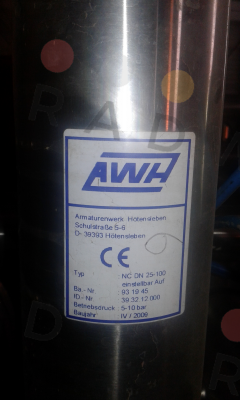 AWH
Armaturenwerk Hötensleben
Schulstraße 5-6
D- 39393 Hötensleben
CE
Typ : NC DN 25-100
einstellbar Auf
Ba.- Nr. : 93 19 45
ID.- Nr. : 39 32 12 000
Betriebsdruck : 5-10 bar
Baujahr: IV / 2009